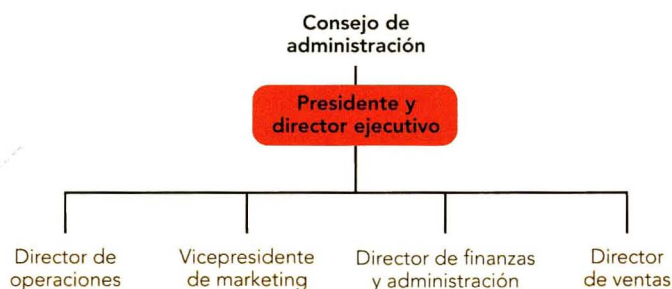 Consejo de
administración
Presidente y
director ejecutivo
Director de
operaciones
Vicepresidente
de marketing
Director de finanzas
y administración
Director
de ventas